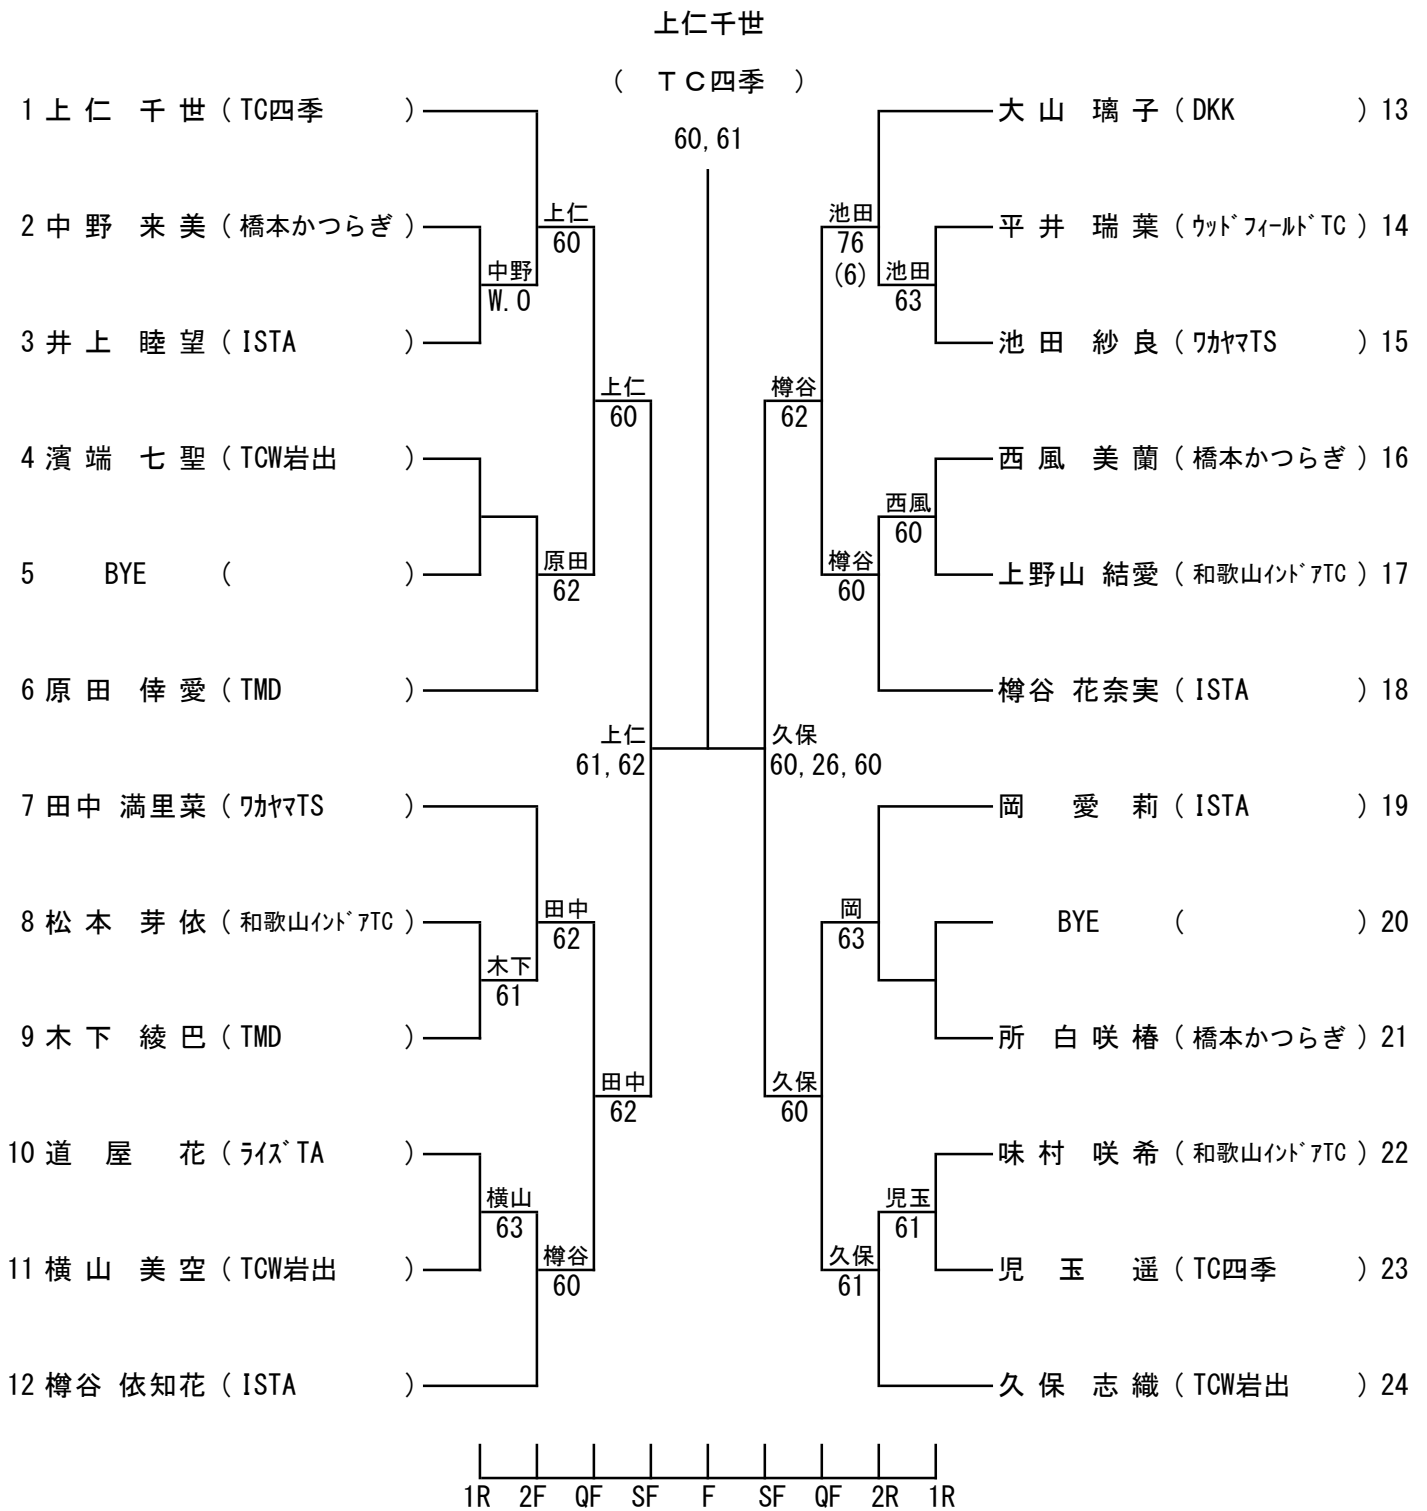 上仁千世
（　ＴＣ四季　）
60,61
1 上 仁　千 世 ( TC四季 )
2 中 野　来 美 ( 橋本かつらぎ )
3 井 上　睦 望 ( ISTA )
4 濱 端　七 聖 ( TCW岩出 )
5 BYE ( )
6 原 田　倖 愛 ( TMD )
7 田中 満里菜 ( ﾜｶﾔﾏTS )
8 松 本　芽 依 ( 和歌山ｲﾝﾄﾞｱTC )
9 木 下　綾 巴 ( TMD )
10 道　屋　花 ( ﾗｲｽﾞTA )
11 横 山　美 空 ( TCW岩出 )
12 樽谷 依知花 ( ISTA )
中野
W.O
木下
61
横山
63
上仁
60
原田
62
田中
62
樽谷
60
上仁
60
田中
62
上仁
61,62
久保
60,26,60
樽谷
62
久保
60
池田
76
(6)
樽谷
60
岡
63
久保
61
池田
63
西風
60
児玉
61
大 山　璃 子 ( DKK ) 13
平 井　瑞 葉 ( ｳｯﾄﾞﾌｨｰﾙﾄﾞTC ) 14
池 田　紗 良 ( ﾜｶﾔﾏTS ) 15
西 風　美 蘭 ( 橋本かつらぎ ) 16
上野山 結愛 ( 和歌山ｲﾝﾄﾞｱTC ) 17
樽谷 花奈実 ( ISTA ) 18
岡　愛 莉 ( ISTA ) 19
BYE ( ) 20
所　白 咲 椿 ( 橋本かつらぎ ) 21
味 村　咲 希 ( 和歌山ｲﾝﾄﾞｱTC ) 22
児　玉　遥 ( TC四季 ) 23
久 保　志 織 ( TCW岩出 ) 24
1R 2F QF SF F SF QF 2R 1R